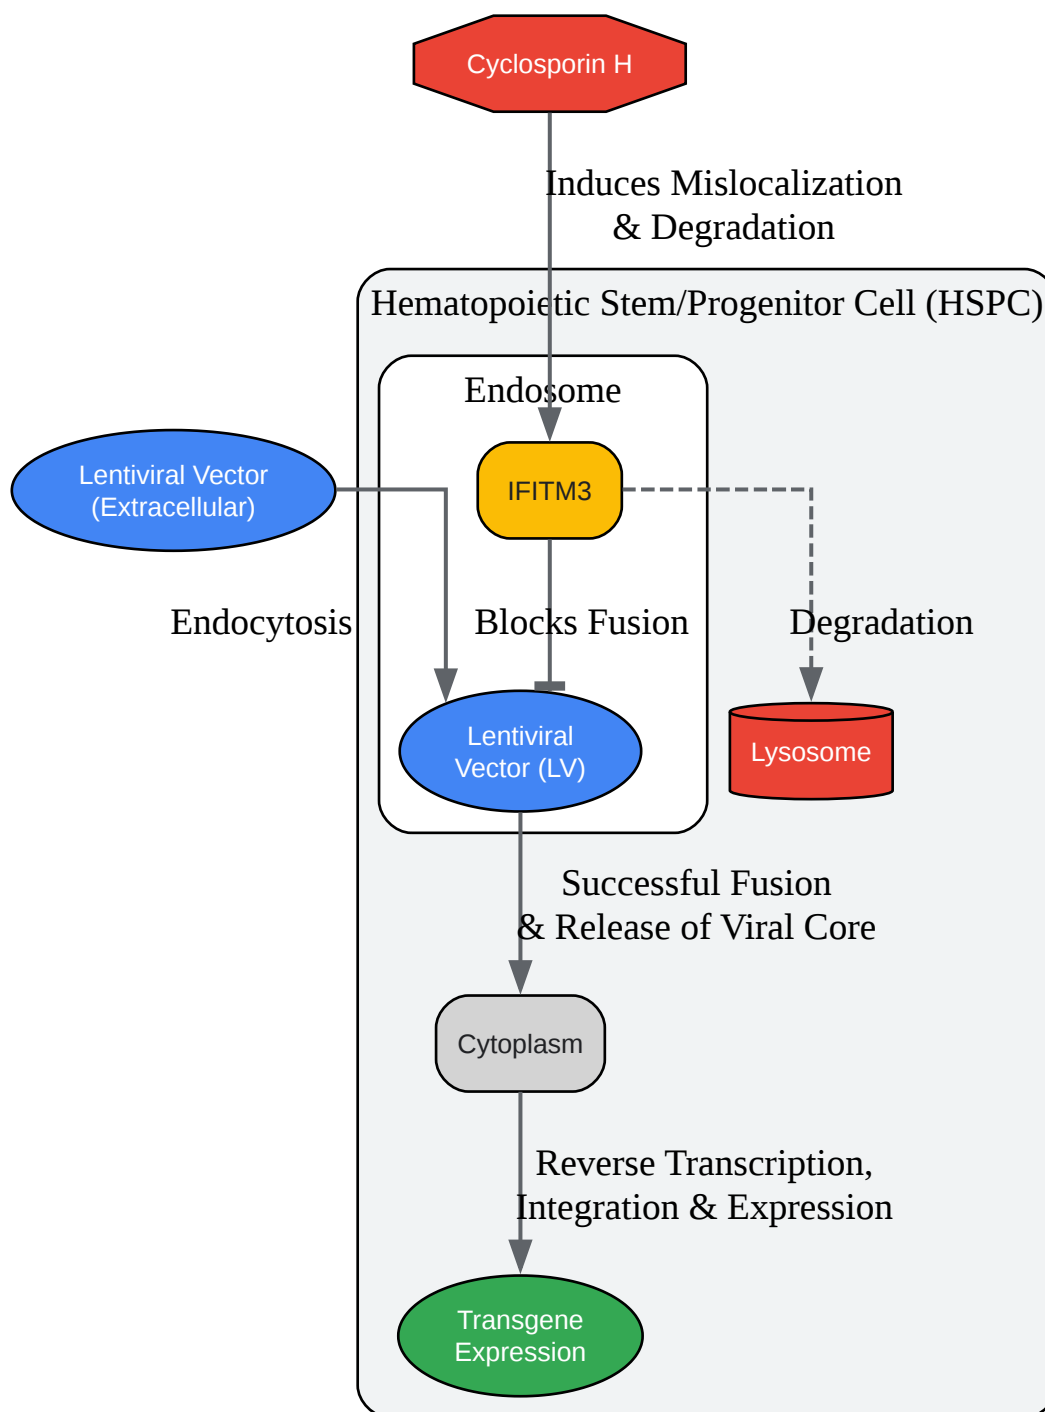 Cyclosporin H
Induces Mislocalization
& Degradation
Hematopoietic Stem/Progenitor Cell (HSPC)
Endosome
Lentiviral Vector
(Extracellular)
IFITM3
Endocytosis
Blocks Fusion
Degradation
Lentiviral
Vector (LV)
Lysosome
Successful Fusion
& Release of Viral Core
Cytoplasm
Reverse Transcription,
Integration & Expression
Transgene
Expression